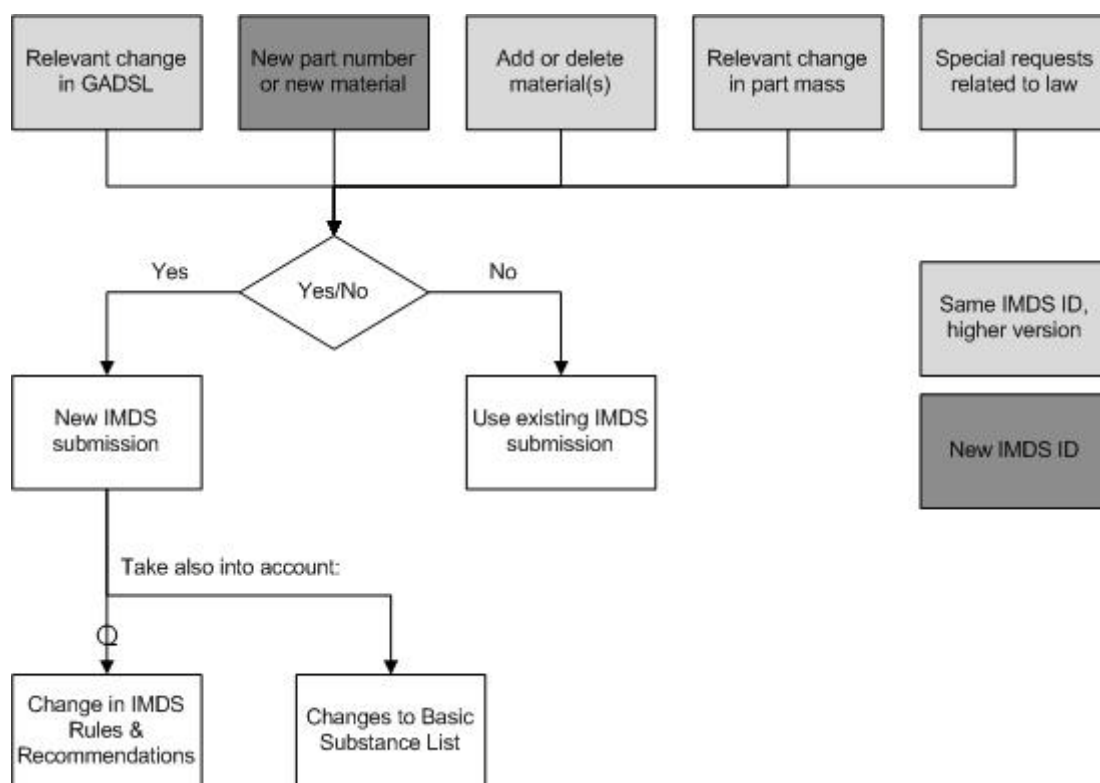 Relevant change
in GADSL
New part number
or new material
Add or delete
material(s)
Relevant change
in part mass
Special requests
related to law
Yes
Yes/No
No
Same IMDS ID,
higher version
New IMDS
submission
Use existing IMDS
submission
New IMDS ID
Take also into account:
Change in IMDS
Rules &
Recommendations
Changes to Basic
Substance List